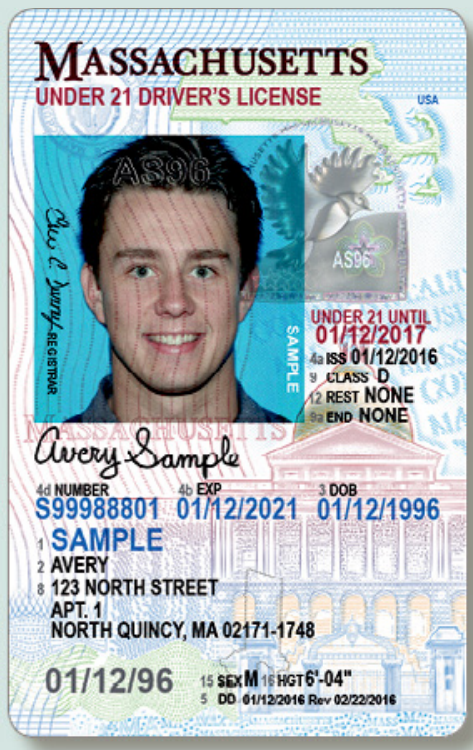 MASSACHUSETTS
UNDER 21 DRIVER'S LICENSE
USA
AS96
AS96
REGISTRAR
SAMPLE
UNDER 21 UNTIL
01/12/2017
4a ISS 01/12/2016
9 CLASS D
12 REST NONE
9a END NONE
MASSACHUSETTS
Avery Sample
4d NUMBER 4b EXP 3 DOB
S99988801 01/12/2021 01/12/1996
1 SAMPLE
2 AVERY
8 123 NORTH STREET
APT. 1
NORTH QUINCY, MA 02171-1748
01/12/96
15 SEX M 16 HGT 6'-04"
5 DD 01/12/2016 Rev 02/22/2016